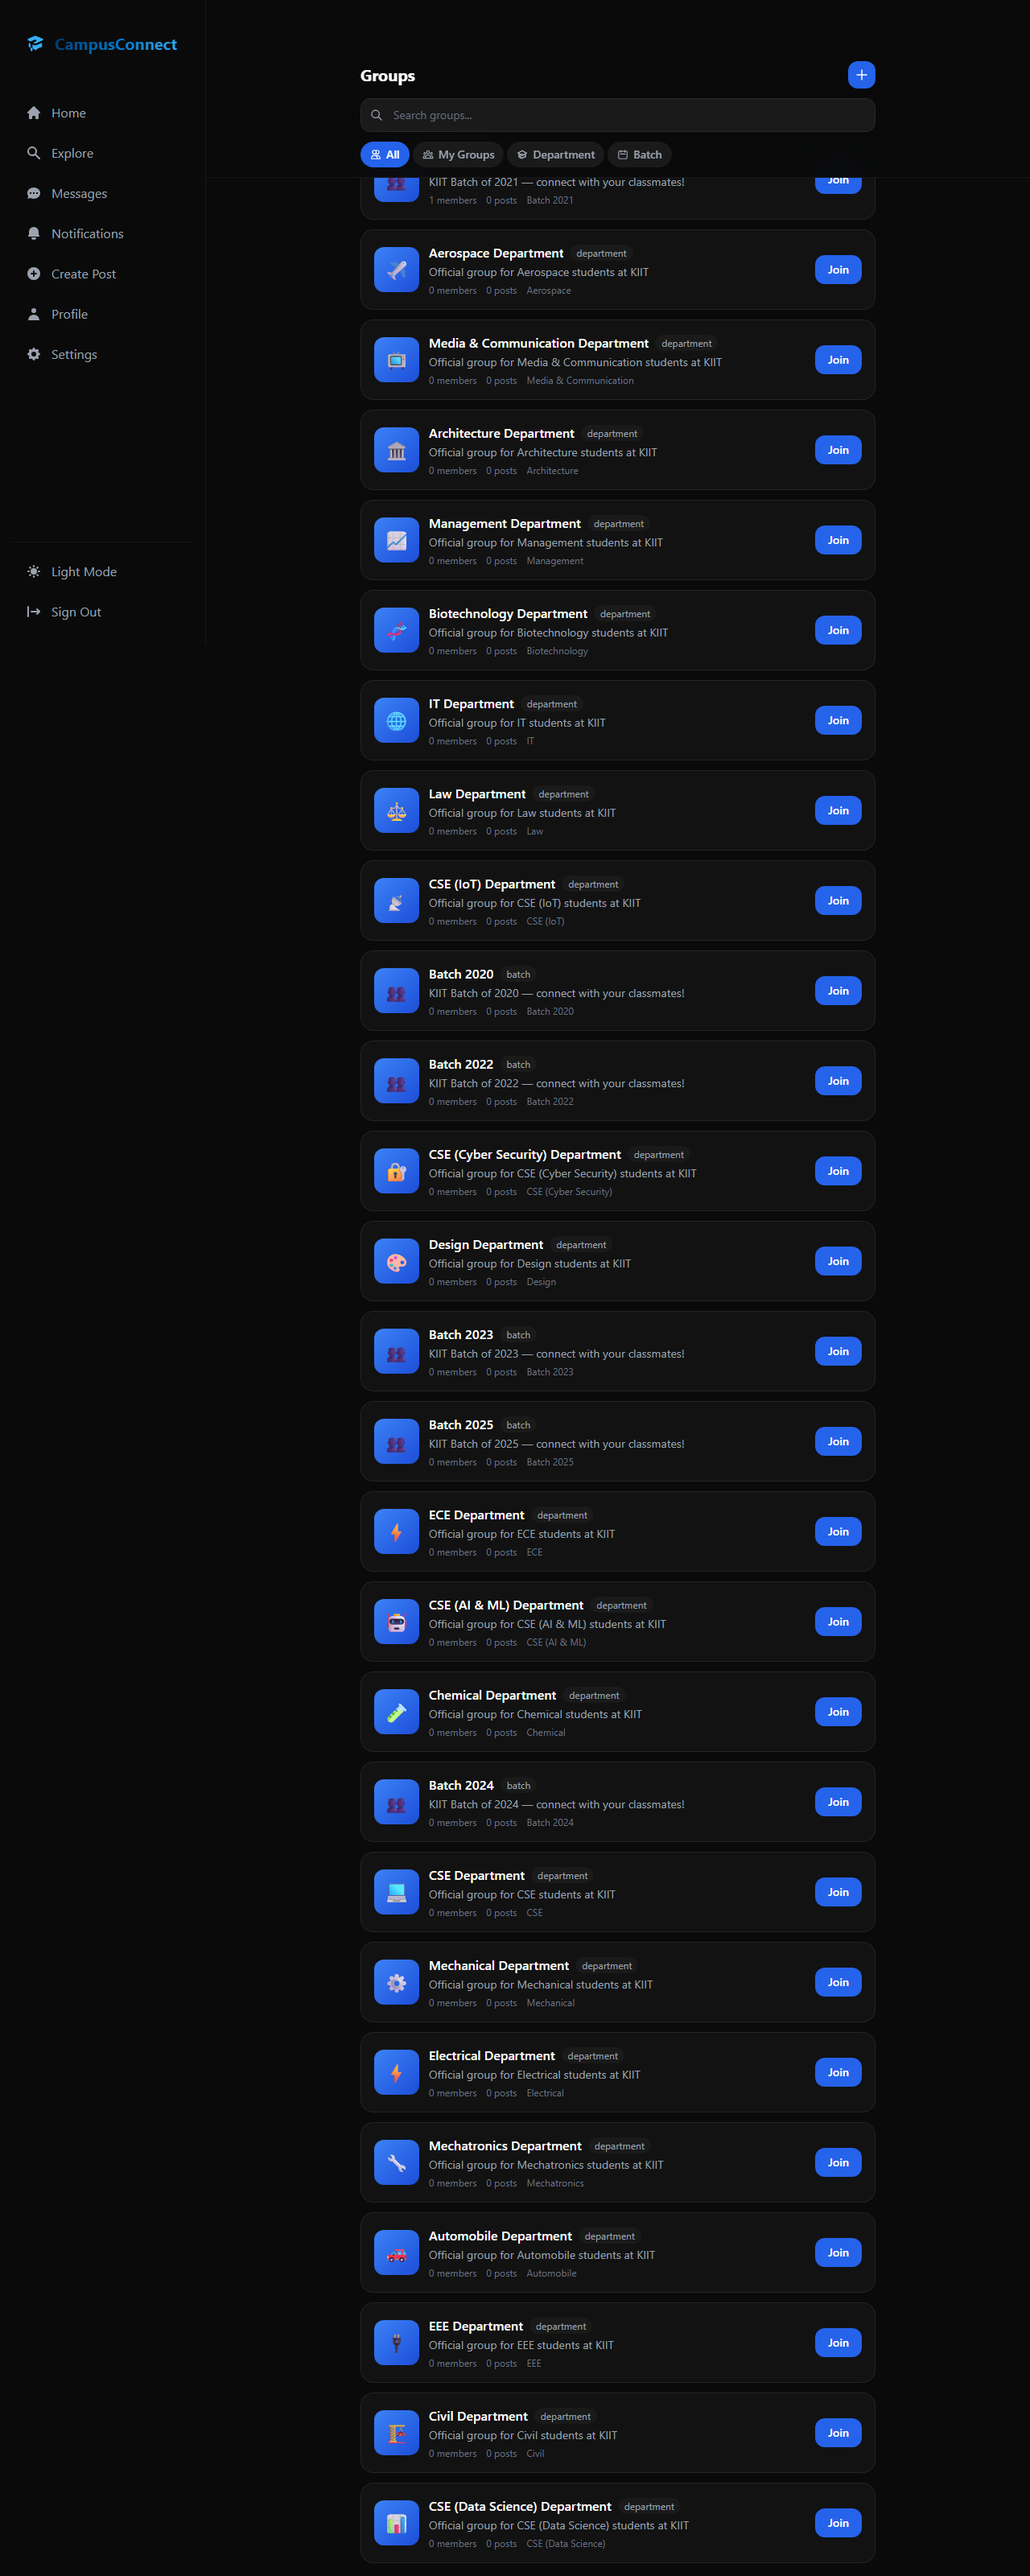 CampusConnect
Home
Explore
Messages
Notifications
Create Post
Profile
Settings
Light Mode
Sign Out
Groups
Search groups...
All My Groups Department Batch
KIIT Batch of 2021 — connect with your classmates!
1 members 0 posts Batch 2021
Join
Aerospace Department department
Official group for Aerospace students at KIIT
0 members 0 posts Aerospace
Join
Media & Communication Department department
Official group for Media & Communication students at KIIT
0 members 0 posts Media & Communication
Join
Architecture Department department
Official group for Architecture students at KIIT
0 members 0 posts Architecture
Join
Management Department department
Official group for Management students at KIIT
0 members 0 posts Management
Join
Biotechnology Department department
Official group for Biotechnology students at KIIT
0 members 0 posts Biotechnology
Join
IT Department department
Official group for IT students at KIIT
0 members 0 posts IT
Join
Law Department department
Official group for Law students at KIIT
0 members 0 posts Law
Join
CSE (IoT) Department department
Official group for CSE (IoT) students at KIIT
0 members 0 posts CSE (IoT)
Join
Batch 2020 batch
KIIT Batch of 2020 — connect with your classmates!
0 members 0 posts Batch 2020
Join
Batch 2022 batch
KIIT Batch of 2022 — connect with your classmates!
0 members 0 posts Batch 2022
Join
CSE (Cyber Security) Department department
Official group for CSE (Cyber Security) students at KIIT
0 members 0 posts CSE (Cyber Security)
Join
Design Department department
Official group for Design students at KIIT
0 members 0 posts Design
Join
Batch 2023 batch
KIIT Batch of 2023 — connect with your classmates!
0 members 0 posts Batch 2023
Join
Batch 2025 batch
KIIT Batch of 2025 — connect with your classmates!
0 members 0 posts Batch 2025
Join
ECE Department department
Official group for ECE students at KIIT
0 members 0 posts ECE
Join
CSE (AI & ML) Department department
Official group for CSE (AI & ML) students at KIIT
0 members 0 posts CSE (AI & ML)
Join
Chemical Department department
Official group for Chemical students at KIIT
0 members 0 posts Chemical
Join
Batch 2024 batch
KIIT Batch of 2024 — connect with your classmates!
0 members 0 posts Batch 2024
Join
CSE Department department
Official group for CSE students at KIIT
0 members 0 posts CSE
Join
Mechanical Department department
Official group for Mechanical students at KIIT
0 members 0 posts Mechanical
Join
Electrical Department department
Official group for Electrical students at KIIT
0 members 0 posts Electrical
Join
Mechatronics Department department
Official group for Mechatronics students at KIIT
0 members 0 posts Mechatronics
Join
Automobile Department department
Official group for Automobile students at KIIT
0 members 0 posts Automobile
Join
EEE Department department
Official group for EEE students at KIIT
0 members 0 posts EEE
Join
Civil Department department
Official group for Civil students at KIIT
0 members 0 posts Civil
Join
CSE (Data Science) Department department
Official group for CSE (Data Science) students at KIIT
0 members 0 posts CSE (Data Science)
Join